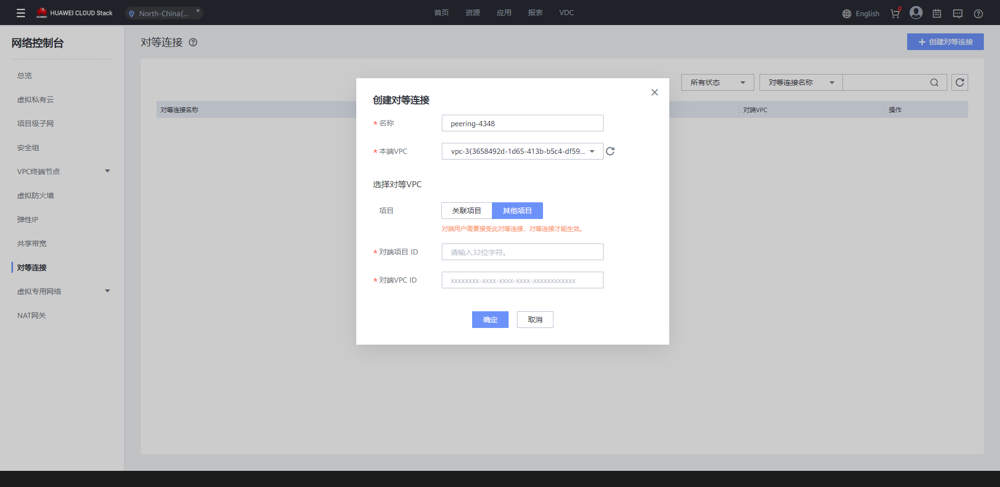 HUAWEI
HUAWEI CLOUD Stack
North-China(...
首页
资源
应用
报表
VDC
English
0
网络控制台
总览
虚拟私有云
项目级子网
安全组
VPC终端节点
虚拟防火墙
弹性IP
共享带宽
对等连接
虚拟专用网络
NAT网关
对等连接
创建对等连接
所有状态
对等连接名称
对等连接名称
对端VPC
操作
创建对等连接
* 名称
peering-4348
* 本端VPC
vpc-3(3658492d-1d65-413b-b5c4-df59...
选择对等VPC
项目
关联项目
其他项目
对端用户需要接受此对等连接，对等连接才能生效。
* 对端项目 ID
请输入32位字符。
* 对端VPC ID
xxxxxxxx-xxxx-xxxx-xxxx-xxxxxxxxxxxx
确定
取消